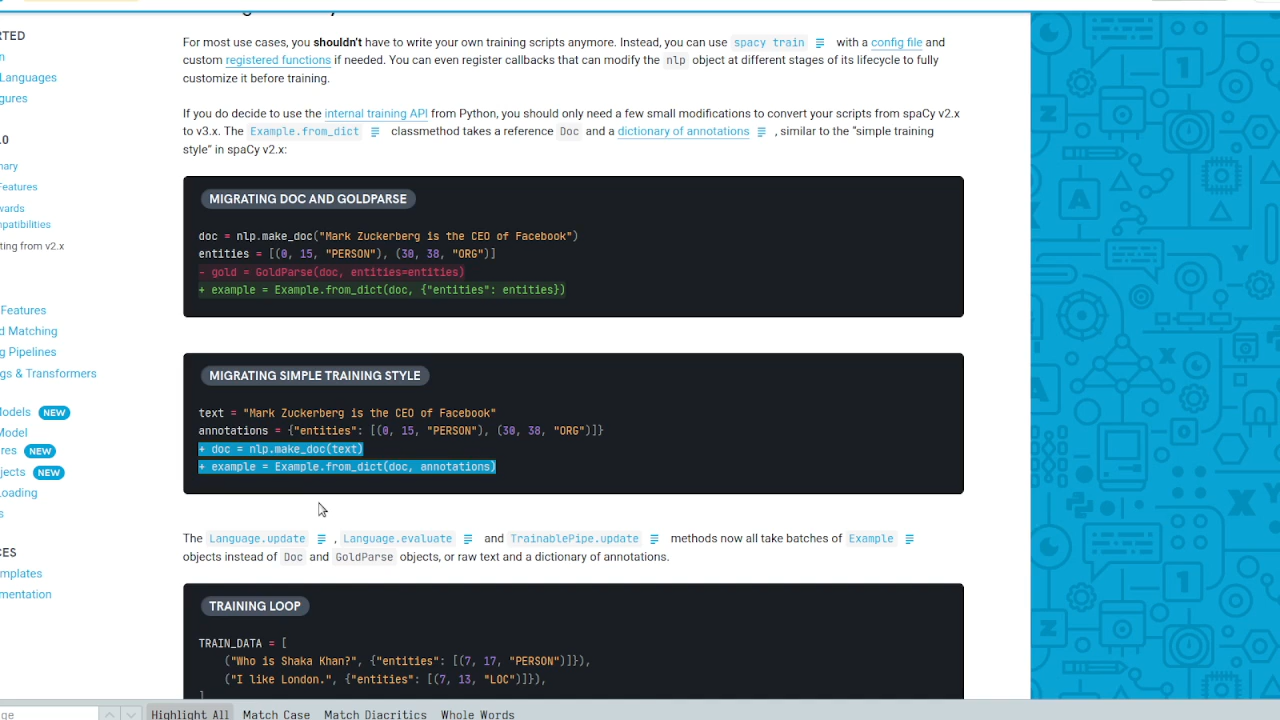 RTED
n
Languages
gures
.0
nary
Features
wards
npatibilities
ting from v2.x
Features
d Matching
g Pipelines
gs & Transformers
Models NEW
Model
res NEW
jects NEW
Loading
s
CES
mplates
mentation
For most use cases, you shouldn't have to write your own training scripts anymore. Instead, you can use spacy train with a config file and
custom registered functions if needed. You can even register callbacks that can modify the nlp object at different stages of its lifecycle to fully
customize it before training.
If you do decide to use the internal training API from Python, you should only need a few small modifications to convert your scripts from spaCy v2.x
to v3.x. The Example.from_dict classmethod takes a reference Doc and a dictionary of annotations , similar to the “simple training
style” in spaCy v2.x:
MIGRATING DOC AND GOLDPARSE
doc = nlp.make_doc("Mark Zuckerberg is the CEO of Facebook")
entities = [(0, 15, "PERSON"), (30, 38, "ORG")]
- gold = GoldParse(doc, entities=entities)
+ example = Example.from_dict(doc, {"entities": entities})
MIGRATING SIMPLE TRAINING STYLE
text = "Mark Zuckerberg is the CEO of Facebook"
annotations = {"entities": [(0, 15, "PERSON"), (30, 38, "ORG")]}
+ doc = nlp.make_doc(text)
+ example = Example.from_dict(doc, annotations)
The Language.update , Language.evaluate and TrainablePipe.update methods now all take batches of Example
objects instead of Doc and GoldParse objects, or raw text and a dictionary of annotations.
TRAINING LOOP
TRAIN_DATA = [
("Who is Shaka Khan?", {"entities": [(7, 17, "PERSON")]}),
("I like London.", {"entities": [(7, 13, "LOC")]}),
]
ge Highlight All Match Case Match Diacritics Whole Words